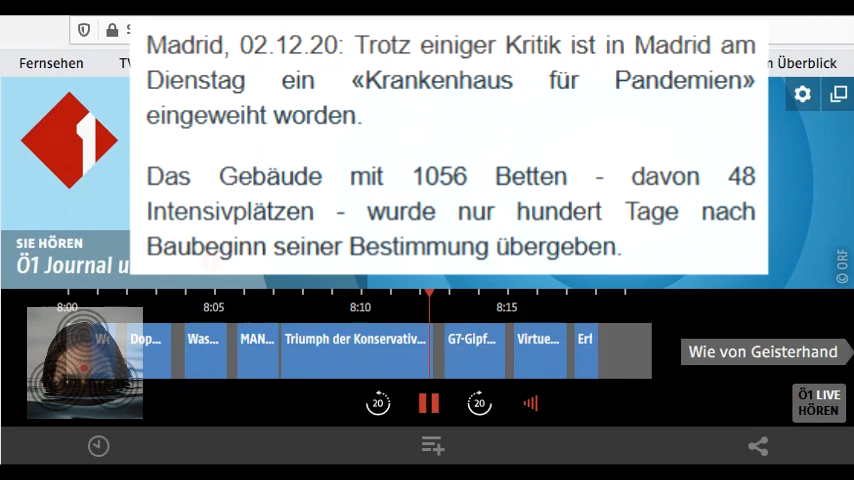 Madrid, 02.12.20: Trotz einiger Kritik ist in Madrid am
Dienstag ein «Krankenhaus für Pandemien»
eingeweiht worden.
Das Gebäude mit 1056 Betten - davon 48
Intensivplätzen - wurde nur hundert Tage nach
Baubeginn seiner Bestimmung übergeben.
Fernsehen
Überblick
1
SIE HÖREN
Ö1 Journal u
© ORF
8:00 8:05 8:10 8:15
Dop... Was... MAN... Triumph der Konservativ... G7-Gipf... Virtue... Erf
Wie von Geisterhand
20 20
Ö1 LIVE
HÖREN